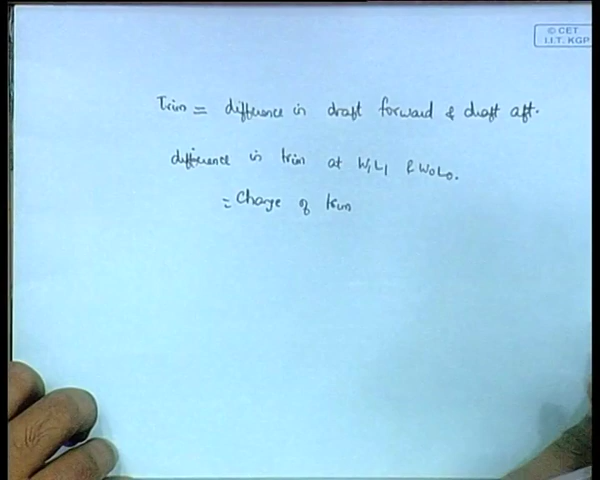 © CET
I.I.T. KGP
Trim = difference in draft forward & draft aft.
difference in trim at W₁L₁ & W₀L₀.
= Change of trim